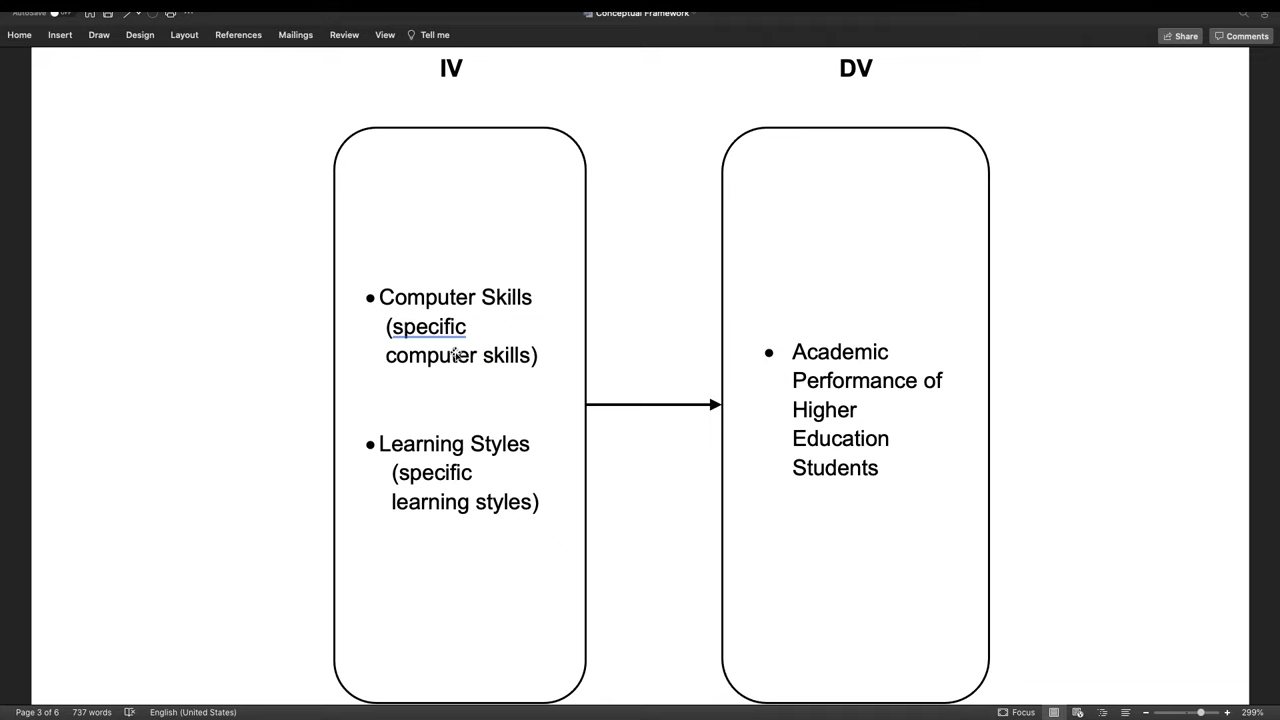 AutoSave
Conceptual Framework
Home Insert Draw Design Layout References Mailings Review View Tell me Share Comments
IV DV
• Computer Skills
(specific
computer skills)
• Learning Styles
(specific
learning styles)
• Academic
Performance of
Higher
Education
Students
Page 3 of 6 737 words English (United States) Focus 299%